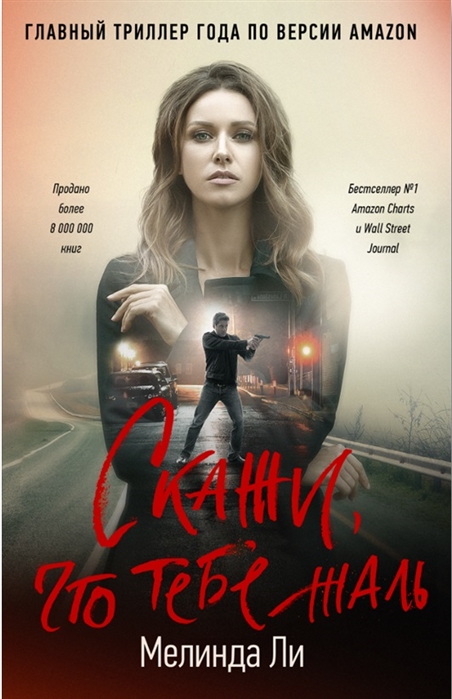 ГЛАВНЫЙ ТРИЛЛЕР ГОДА ПО ВЕРСИИ AMAZON
Продано
более
8 000 000
книг
Бестселлер №1
Amazon Charts
и Wall Street
Journal
Скажи,
что тебе жаль
Мелинда Ли